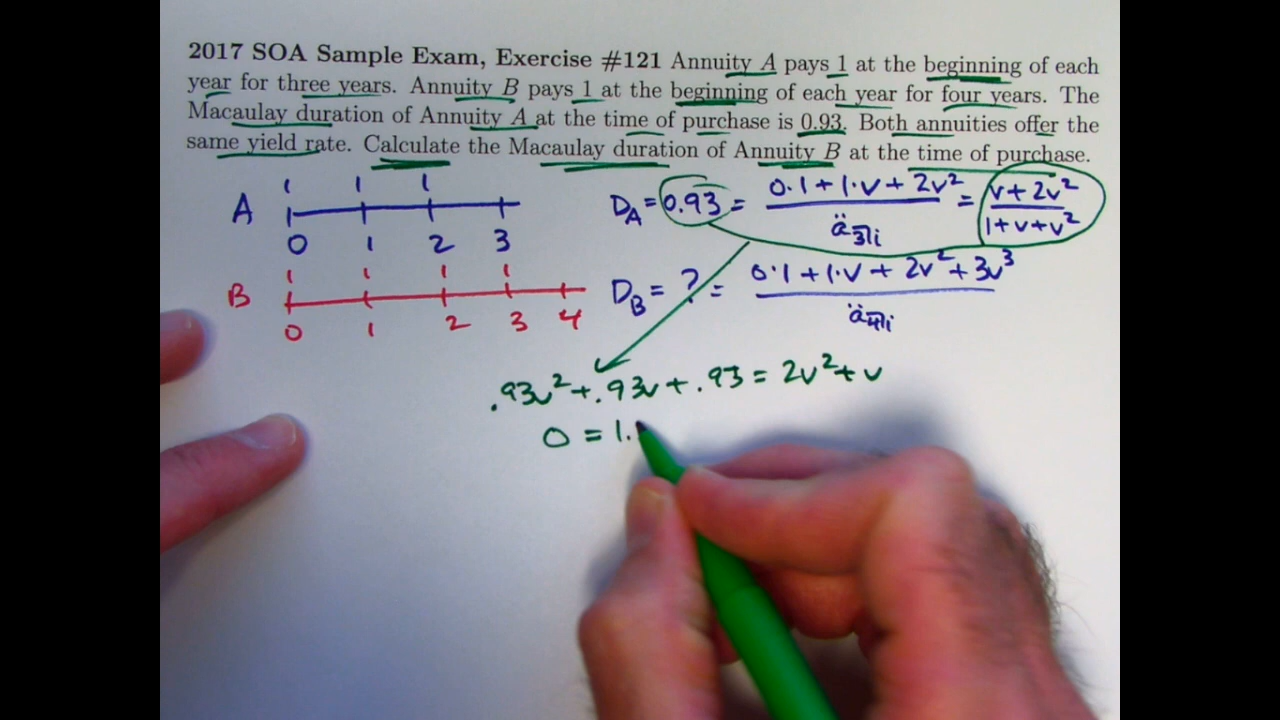 2017 SOA Sample Exam, Exercise #121 Annuity A pays 1 at the beginning of each
year for three years. Annuity B pays 1 at the beginning of each year for four years. The
Macaulay duration of Annuity A at the time of purchase is 0.93. Both annuities offer the
same yield rate. Calculate the Macaulay duration of Annuity B at the time of purchase.
1 1 1
A
0 1 2 3
D_A = 0.93 = (0·1 + 1·v + 2v²) / ä_3|i = (v + 2v²) / (1 + v + v²)
1 1 1 1
B
0 1 2 3 4
D_B = ? = (0·1 + 1·v + 2v² + 3v³) / ä_4|i
.93v² + .93v + .93 = 2v² + v
0 = 1.